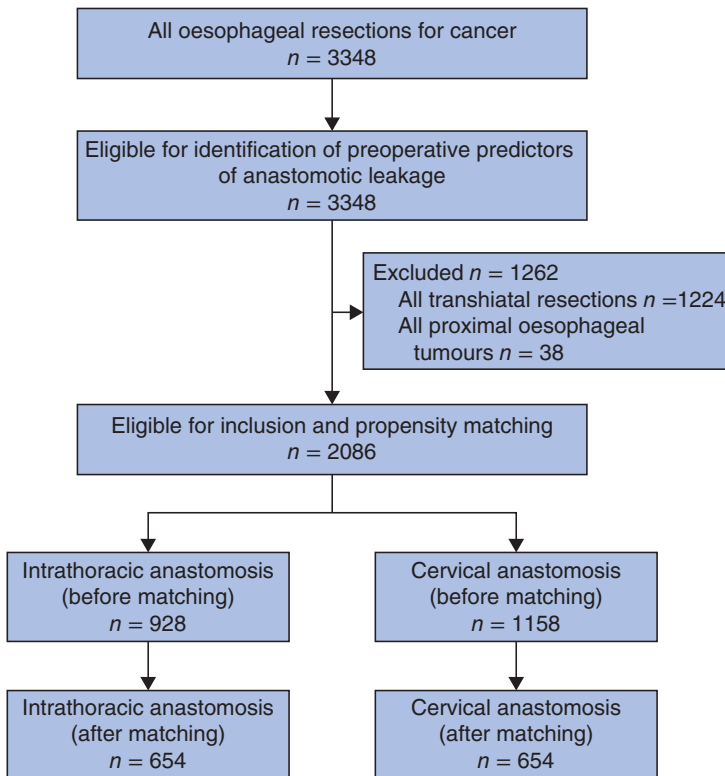 All oesophageal resections for cancer
n = 3348
Eligible for identification of preoperative predictors
of anastomotic leakage
n = 3348
Excluded n = 1262
All transhiatal resections n =1224
All proximal oesophageal
tumours n = 38
Eligible for inclusion and propensity matching
n = 2086
Intrathoracic anastomosis
(before matching)
n = 928
Cervical anastomosis
(before matching)
n = 1158
Intrathoracic anastomosis
(after matching)
n = 654
Cervical anastomosis
(after matching)
n = 654